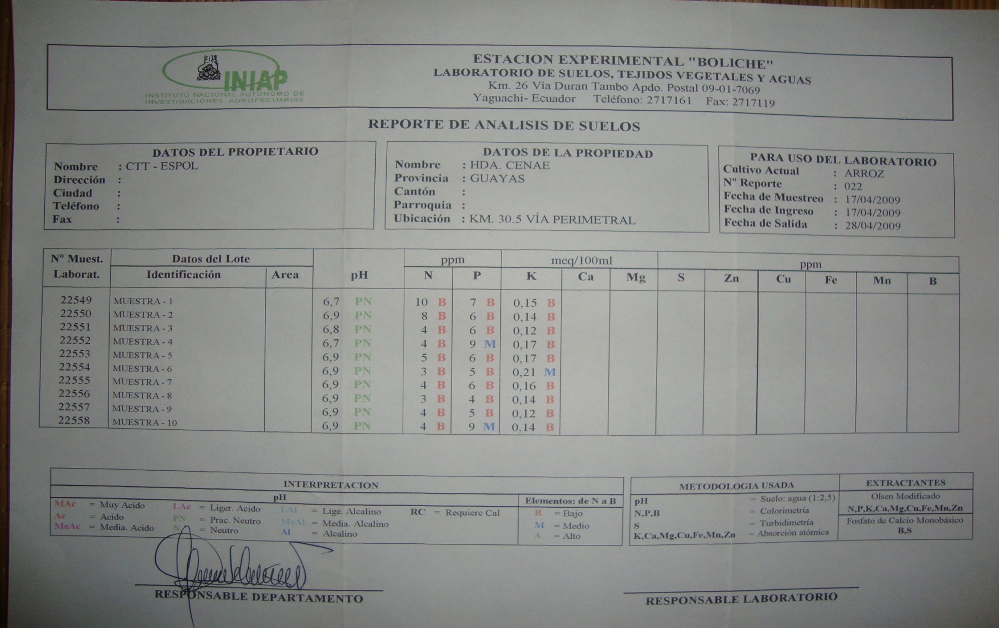 INIAP
INSTITUTO NACIONAL AUTONOMO DE
INVESTIGACIONES AGROPECUARIAS
ESTACION EXPERIMENTAL "BOLICHE"
LABORATORIO DE SUELOS, TEJIDOS VEGETALES Y AGUAS
Km. 26 Vía Duran Tambo Apdo. Postal 09-01-7069
Yaguachi- Ecuador Teléfono: 2717161 Fax: 2717119
REPORTE DE ANALISIS DE SUELOS
DATOS DEL PROPIETARIO
Nombre : CTT - ESPOL
Dirección :
Ciudad :
Teléfono :
Fax :
DATOS DE LA PROPIEDAD
Nombre : HDA. CENAE
Provincia : GUAYAS
Cantón :
Parroquia :
Ubicación : KM. 30.5 VÍA PERIMETRAL
PARA USO DEL LABORATORIO
Cultivo Actual : ARROZ
Nº Reporte : 022
Fecha de Muestreo : 17/04/2009
Fecha de Ingreso : 17/04/2009
Fecha de Salida : 28/04/2009
Nº Muest. Datos del Lote ppm meq/100ml ppm
Laborat. Identificación Area pH N P K Ca Mg S Zn Cu Fe Mn B
22549 MUESTRA - 1 6,7 PN 10 B 7 B 0,15 B
22550 MUESTRA - 2 6,9 PN 8 B 6 B 0,14 B
22551 MUESTRA - 3 6,8 PN 4 B 6 B 0,12 B
22552 MUESTRA - 4 6,7 PN 4 B 9 M 0,17 B
22553 MUESTRA - 5 6,9 PN 5 B 6 B 0,17 B
22554 MUESTRA - 6 6,9 PN 3 B 5 B 0,21 M
22555 MUESTRA - 7 6,9 PN 4 B 6 B 0,16 B
22556 MUESTRA - 8 6,9 PN 3 B 4 B 0,14 B
22557 MUESTRA - 9 6,9 PN 4 B 5 B 0,12 B
22558 MUESTRA - 10 6,9 PN 4 B 9 M 0,14 B
INTERPRETACION
pH Elementos: de N a B
MAc = Muy Acido LAc = Liger. Acido LAl = Lige. Alcalino RC = Requiere Cal B = Bajo
Ac = Acido PN = Prac. Neutro MeAl = Media. Alcalino M = Medio
MeAc = Media. Acido N = Neutro Al = Alcalino A = Alto
METODOLOGIA USADA
pH = Suelo: agua (1:2,5)
N,P,B = Colorimetría
S = Turbidimetría
K,Ca,Mg,Cu,Fe,Mn,Zn = Absorción atómica
EXTRACTANTES
Olsen Modificado
N,P,K,Ca,Mg,Cu,Fe,Mn,Zn
Fosfato de Calcio Monobásico
B,S
RESPONSABLE DEPARTAMENTO
RESPONSABLE LABORATORIO